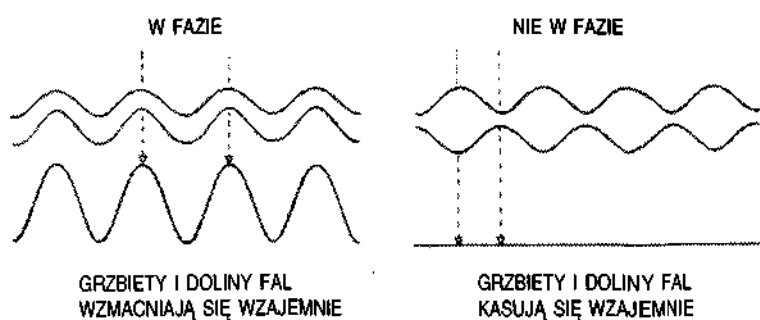 W FAZIE
NIE W FAZIE
GRZBIETY I DOLINY FAL
WZMACNIAJĄ SIĘ WZAJEMNIE
GRZBIETY I DOLINY FAL
KASUJĄ SIĘ WZAJEMNIE